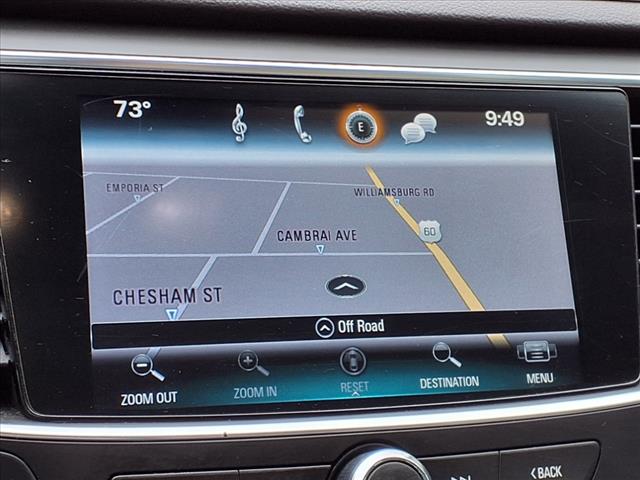 73°
E
9:49
EMPORIA ST
WILLIAMSBURG RD
60
CAMBRAI AVE
CHESHAM ST
Off Road
ZOOM OUT
ZOOM IN
RESET
DESTINATION
MENU
BACK